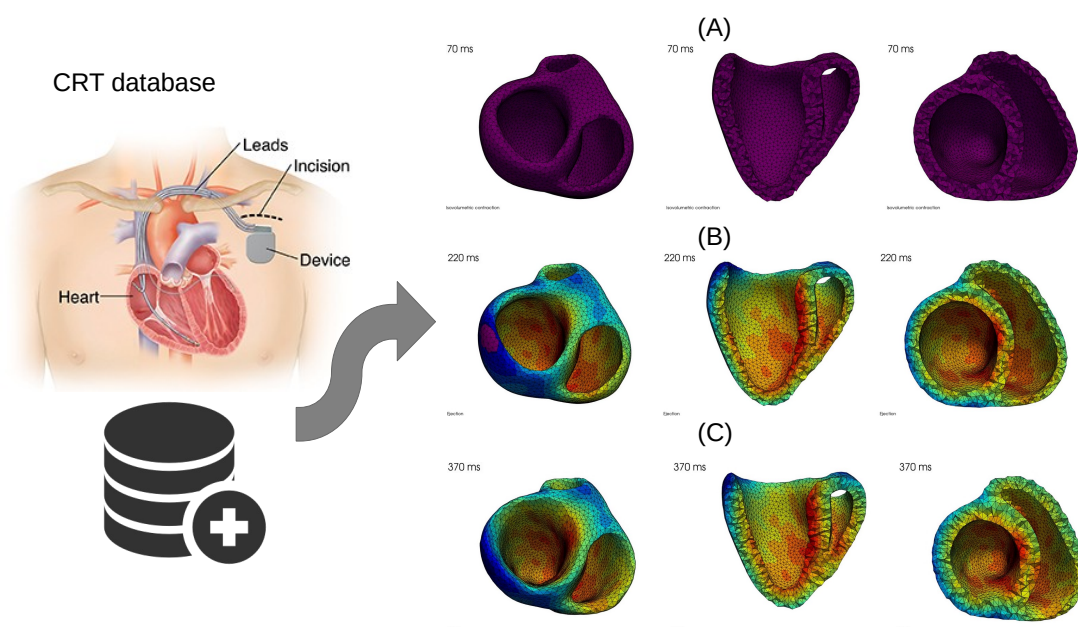 CRT database
Leads
Incision
Device
Heart
(A)
70 ms
70 ms
70 ms
Isovolumetric contraction
Isovolumetric contraction
Isovolumetric contraction
(B)
220 ms
220 ms
220 ms
Ejection
Ejection
Ejection
(C)
370 ms
370 ms
370 ms